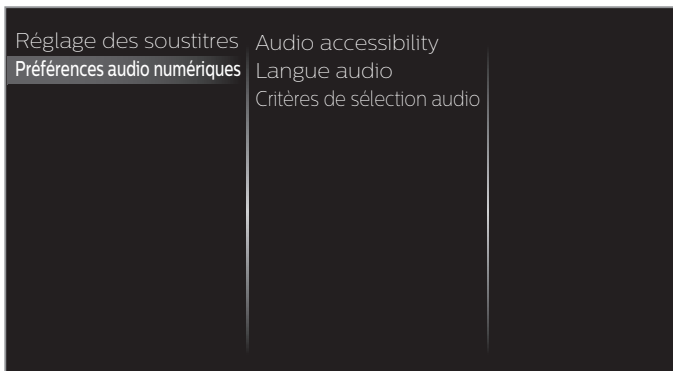 Réglage des soustitres
Préférences audio numériques
Audio accessibility
Langue audio
Critères de sélection audio